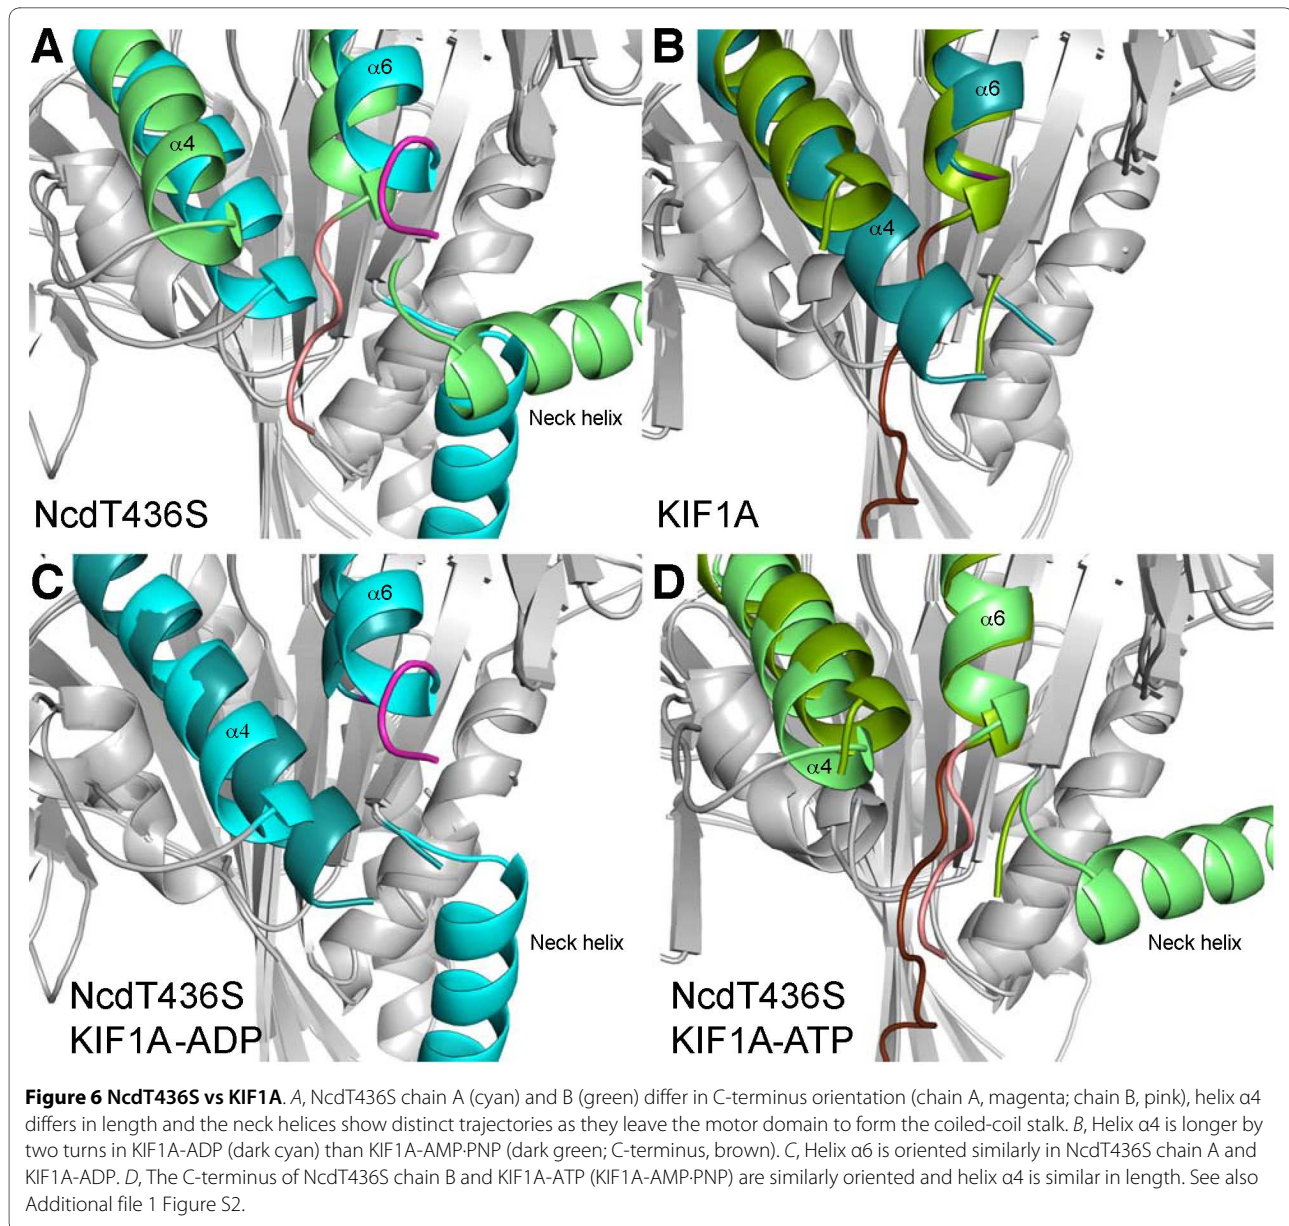 A
α6
α4
Neck helix
NcdT436S
B
α6
α4
KIF1A
C
α6
α4
Neck helix
NcdT436S
KIF1A-ADP
D
α6
α4
Neck helix
NcdT436S
KIF1A-ATP
Figure 6 NcdT436S vs KIF1A. A, NcdT436S chain A (cyan) and B (green) differ in C-terminus orientation (chain A, magenta; chain B, pink), helix α4
differs in length and the neck helices show distinct trajectories as they leave the motor domain to form the coiled-coil stalk. B, Helix α4 is longer by
two turns in KIF1A-ADP (dark cyan) than KIF1A-AMP·PNP (dark green; C-terminus, brown). C, Helix α6 is oriented similarly in NcdT436S chain A and
KIF1A-ADP. D, The C-terminus of NcdT436S chain B and KIF1A-ATP (KIF1A-AMP·PNP) are similarly oriented and helix α4 is similar in length. See also
Additional file 1 Figure S2.